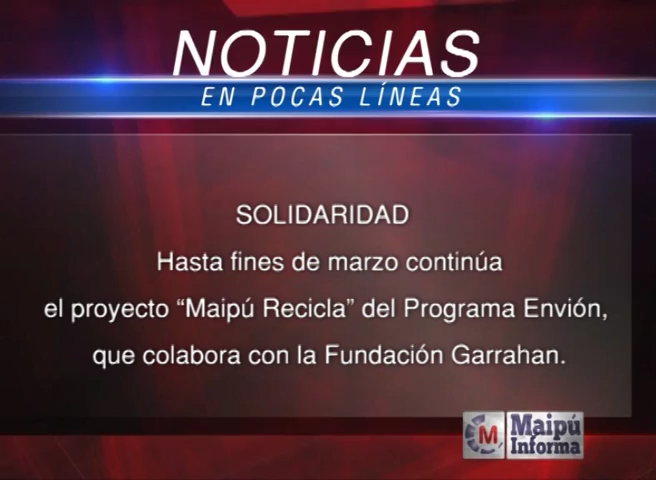 NOTICIAS
EN POCAS LÍNEAS
SOLIDARIDAD
Hasta fines de marzo continúa
el proyecto “Maipú Recicla” del Programa Envión,
que colabora con la Fundación Garrahan.
M Maipú
Informa